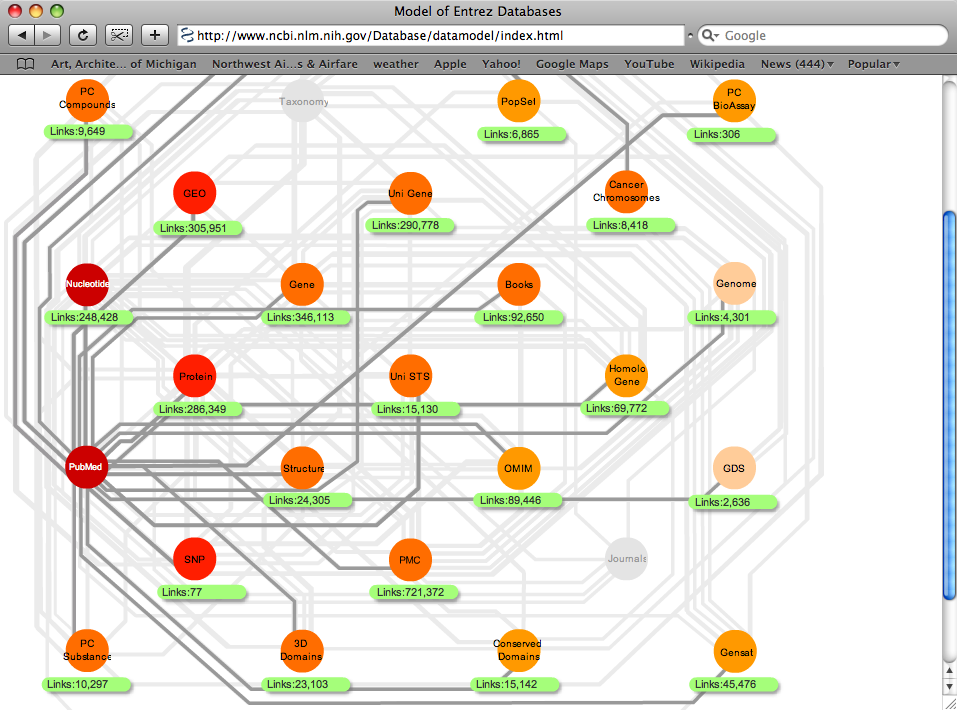 Model of Entrez Databases
http://www.ncbi.nlm.nih.gov/Database/datamodel/index.html
Google
Art, Archite... of Michigan
Northwest Ai...s & Airfare
weather
Apple
Yahoo!
Google Maps
YouTube
Wikipedia
News (444)
Popular
PC
Compounds
Links:9,649
Taxonomy
PopSet
Links:6,865
PC
BioAssay
Links:306
GEO
Links:305,951
Uni Gene
Links:290,778
Cancer
Chromosomes
Links:8,418
Nucleotide
Links:248,428
Gene
Links:346,113
Books
Links:92,650
Genome
Links:4,301
Protein
Links:286,349
Uni STS
Links:15,130
Homolo
Gene
Links:69,772
PubMed
Structure
Links:24,305
OMIM
Links:89,446
GDS
Links:2,636
SNP
Links:77
PMC
Links:721,372
Journals
PC
Substance
Links:10,297
3D
Domains
Links:23,103
Conserved
Domains
Links:15,142
Gensat
Links:45,476